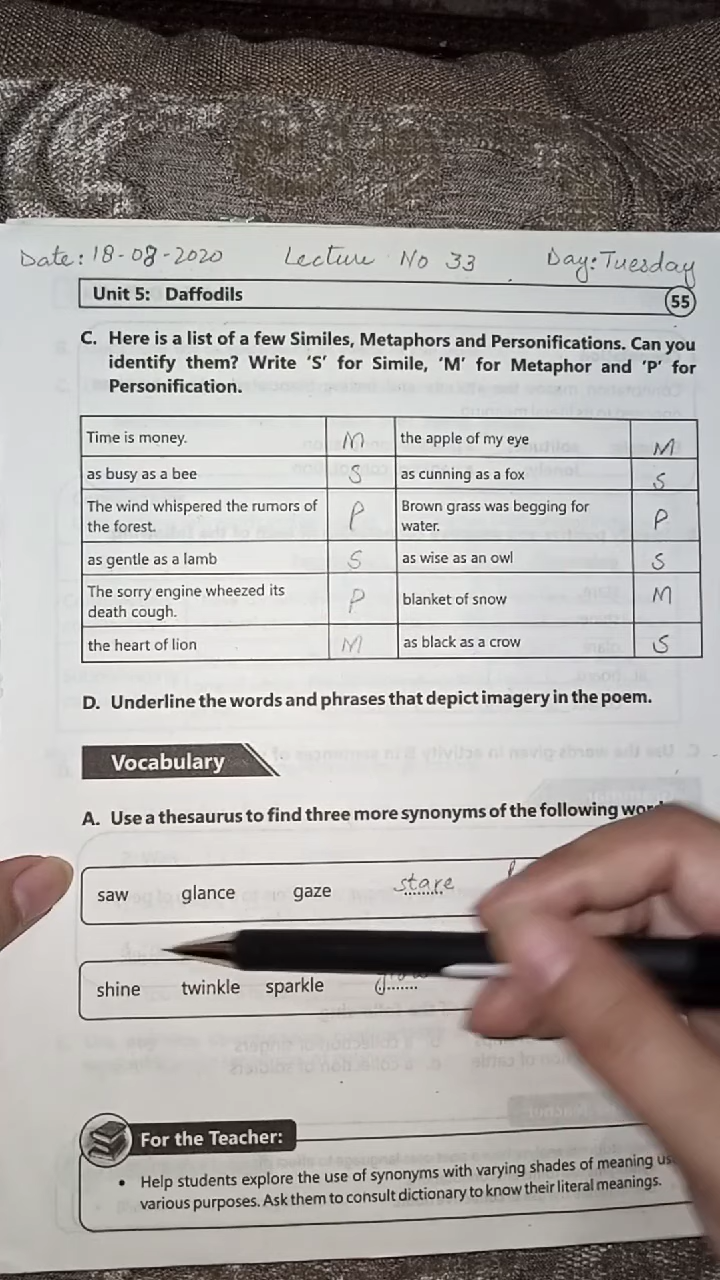 Date: 18-08-2020 Lecture No 33 Day: Tuesday
Unit 5: Daffodils 55
C. Here is a list of a few Similes, Metaphors and Personifications. Can you
identify them? Write ‘S’ for Simile, ‘M’ for Metaphor and ‘P’ for
Personification.
Time is money. M the apple of my eye M
as busy as a bee S as cunning as a fox S
The wind whispered the rumors of
the forest. P Brown grass was begging for
water. P
as gentle as a lamb S as wise as an owl S
The sorry engine wheezed its
death cough. P blanket of snow M
the heart of lion M as black as a crow S
D. Underline the words and phrases that depict imagery in the poem.
Vocabulary
A. Use a thesaurus to find three more synonyms of the following
saw glance gaze stare
shine twinkle sparkle
For the Teacher:
• Help students explore the use of synonyms with varying shades of meaning
various purposes. Ask them to consult dictionary to know their literal meanings.